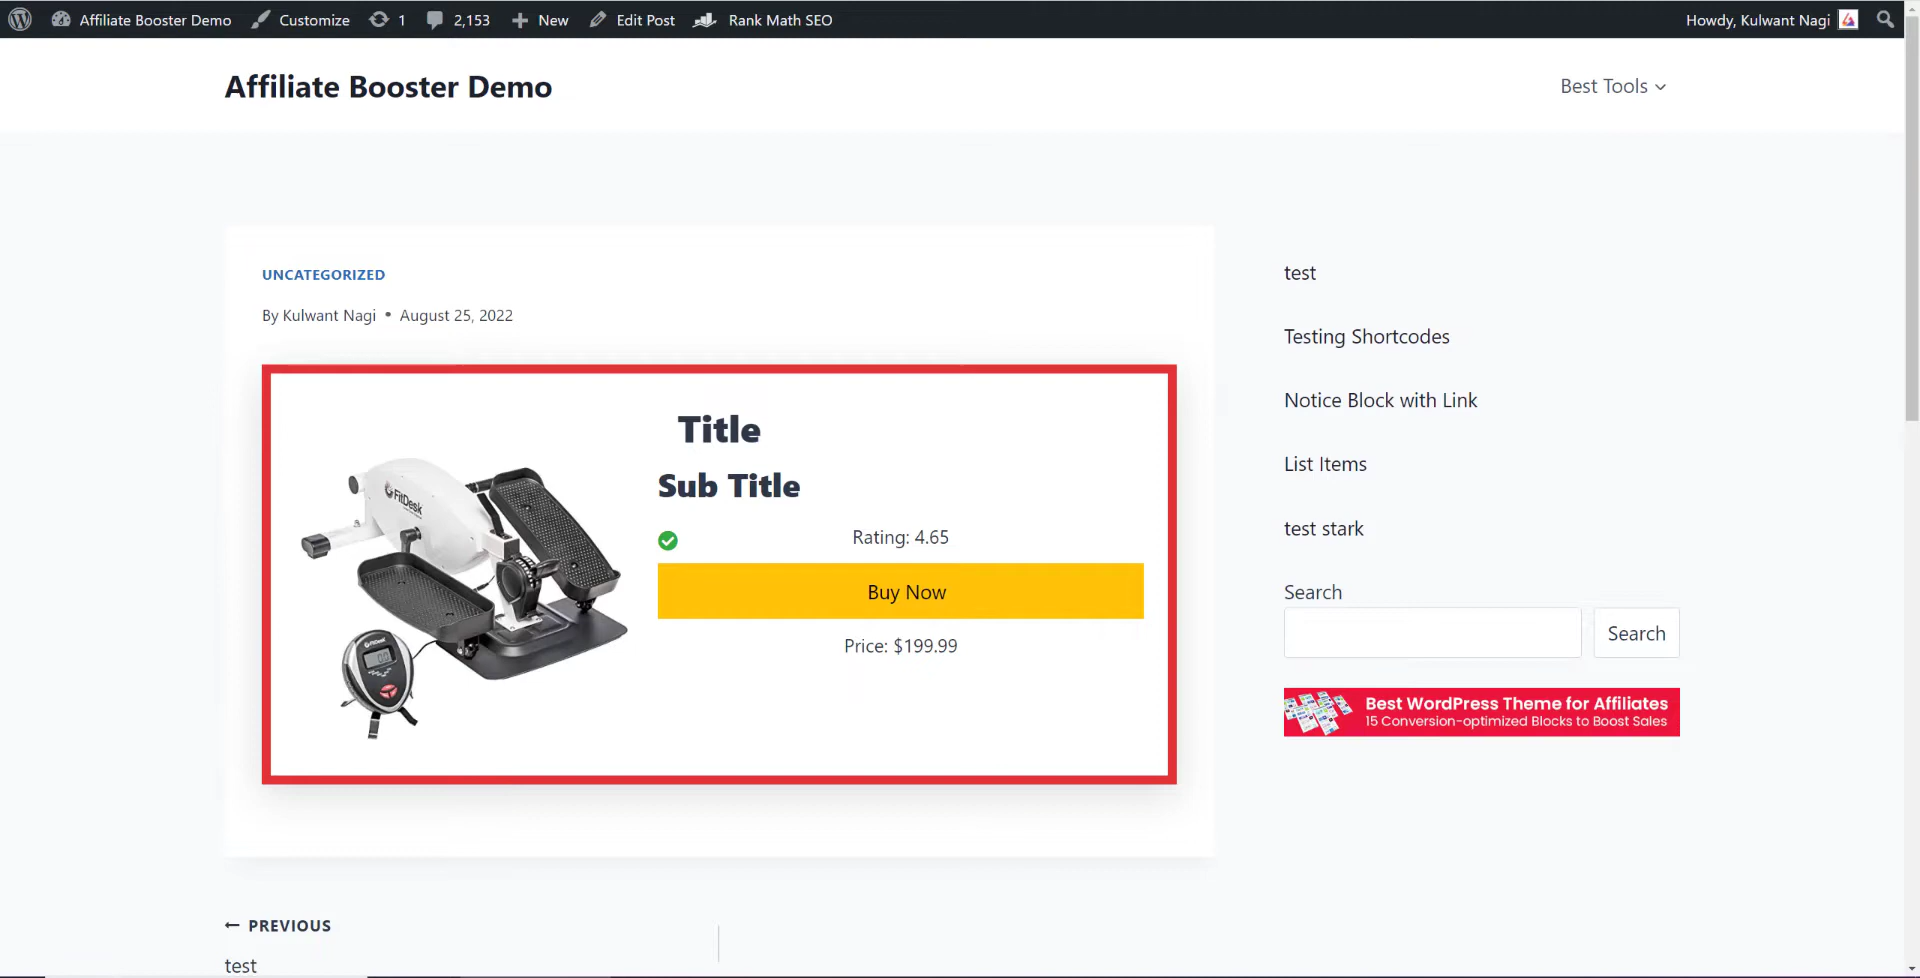 Affiliate Booster Demo
Customize
1
2,153
New
Edit Post
Rank Math SEO
Howdy, Kulwant Nagi
Affiliate Booster Demo
Best Tools
UNCATEGORIZED
By Kulwant Nagi • August 25, 2022
Title
Sub Title
Rating: 4.65
Buy Now
Price: $199.99
FitDesk
FitDesk
test
Testing Shortcodes
Notice Block with Link
List Items
test stark
Search
Search
Best WordPress Theme for Affiliates
15 Conversion-optimized Blocks to Boost Sales
← PREVIOUS
test